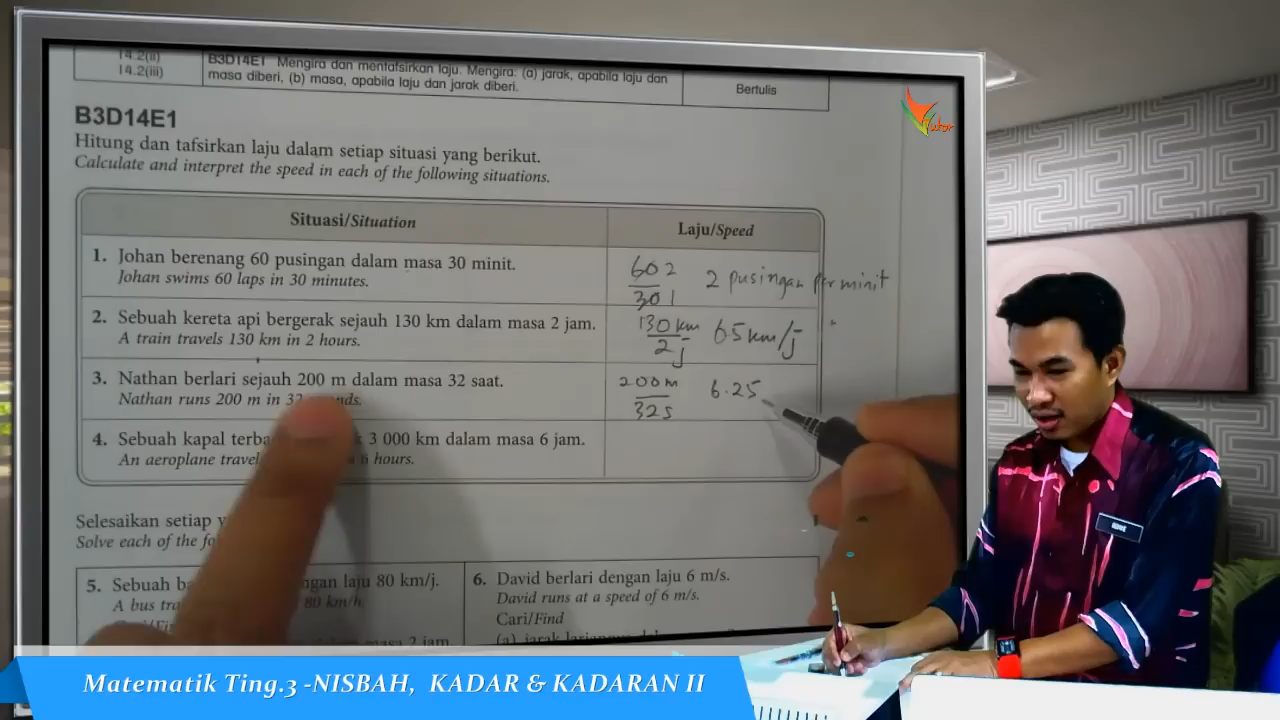 14.2(ii)
14.2(iii)
B3D14E1 Mengira dan mentafsirkan laju. Mengira: (a) jarak, apabila laju dan
masa diberi, (b) masa, apabila laju dan jarak diberi.
Bertulis
Tutor
B3D14E1
Hitung dan tafsirkan laju dalam setiap situasi yang berikut.
Calculate and interpret the speed in each of the following situations.
Situasi/Situation
Laju/Speed
1. Johan berenang 60 pusingan dalam masa 30 minit.
Johan swims 60 laps in 30 minutes.
60 2
30 1
2 pusingan per minit
2. Sebuah kereta api bergerak sejauh 130 km dalam masa 2 jam.
A train travels 130 km in 2 hours.
130 km
2 j
65 km/j
3. Nathan berlari sejauh 200 m dalam masa 32 saat.
Nathan runs 200 m in
200 m
32 s
6.25
4. Sebuah kapal 3 000 km dalam masa 6 jam.
An aeroplane 6 hours.
Selesaikan setiap
Solve each of the
5. Sebuah laju 80 km/j.
A bus 80 km/h
2 jam.
6. David berlari dengan laju 6 m/s.
David runs at a speed of 6 m/s.
Cari/Find
(a) jarak
Matematik Ting.3 -NISBAH, KADAR & KADARAN II